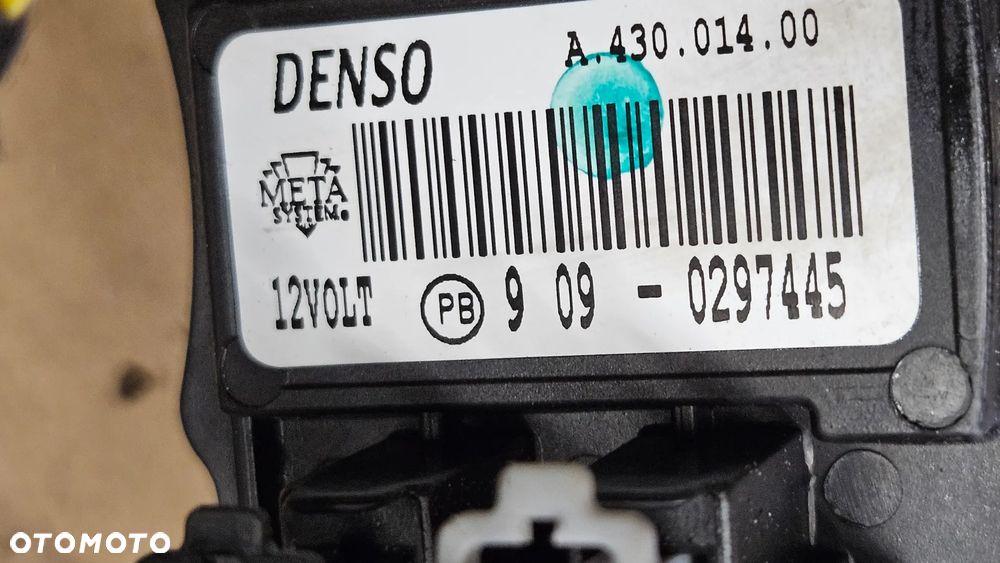 DENSO
A.430.014.00
META
SYSTEM
12VOLT
PB
9 09 - 0297445
OTOMOTO